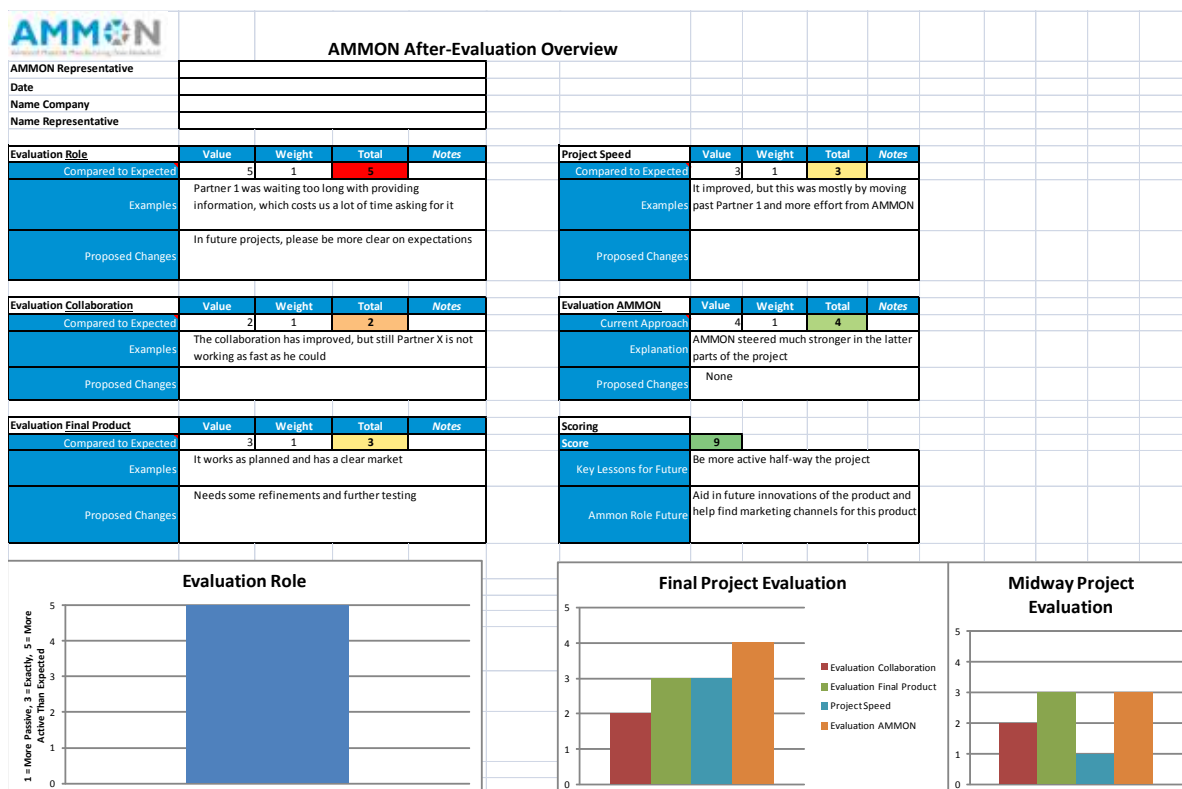 AMMON
AMMON After-Evaluation Overview
AMMON Representative
Date
Name Company
Name Representative
Evaluation Role Value Weight Total Notes
Compared to Expected 5 1 5
Examples
Partner 1 was waiting too long with providing
information, which costs us a lot of time asking for it
Proposed Changes
In future projects, please be more clear on expectations
Project Speed Value Weight Total Notes
Compared to Expected 3 1 3
Examples
It improved, but this was mostly by moving
past Partner 1 and more effort from AMMON
Proposed Changes
Evaluation Collaboration Value Weight Total Notes
Compared to Expected 2 1 2
Examples
The collaboration has improved, but still Partner X is not
working as fast as he could
Proposed Changes
Evaluation AMMON Value Weight Total Notes
Current Approach 4 1 4
Explanation
AMMON steered much stronger in the latter
parts of the project
Proposed Changes
None
Evaluation Final Product Value Weight Total Notes
Compared to Expected 3 1 3
Examples
It works as planned and has a clear market
Proposed Changes
Needs some refinements and further testing
Scoring
Score 9
Key Lessons for Future
Be more active half-way the project
Ammon Role Future
Aid in future innovations of the product and
help find marketing channels for this product
Evaluation Role
1 = More Passive, 3 = Exactly, 5 = More
Active Than Expected
5
4
3
2
1
0
Final Project Evaluation
5
4
3
2
1
0
Evaluation Collaboration
Evaluation Final Product
Project Speed
Evaluation AMMON
Midway Project
Evaluation
5
4
3
2
1
0